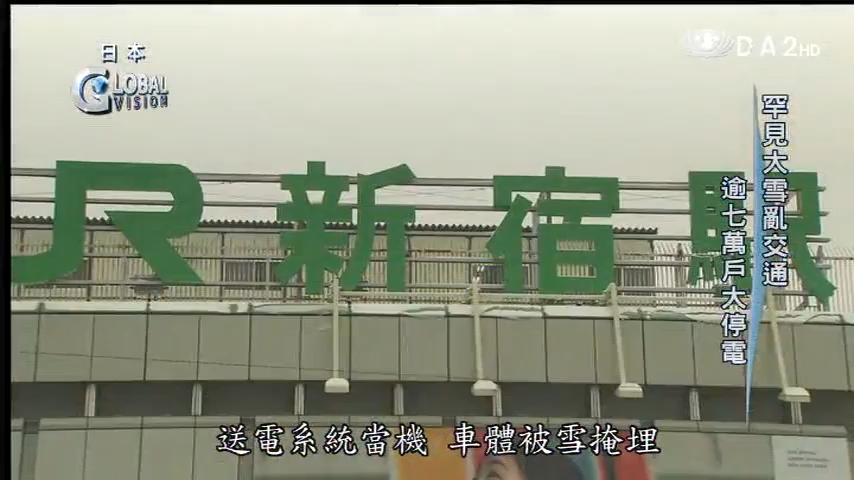 日本
GLOBAL
VISION
DA2HD
罕見大雪亂交通
逾七萬戶大停電
JR新宿駅
送電系統當機 車體被雪掩埋